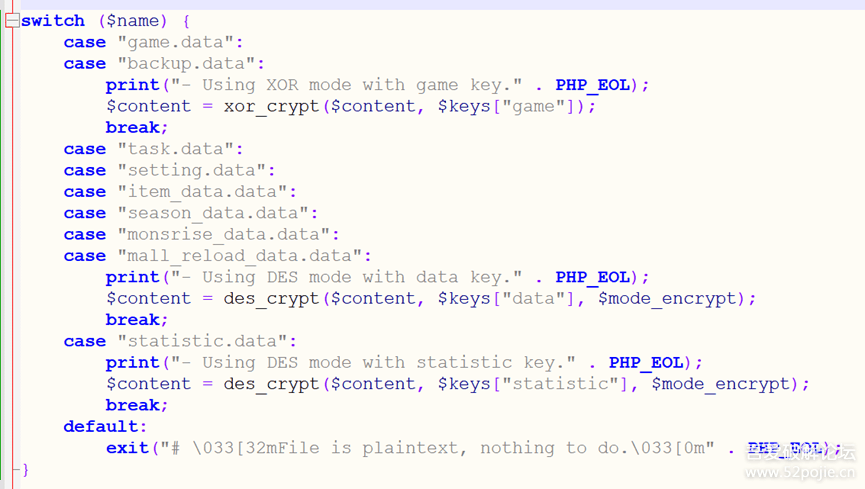 switch ($name) {
    case "game.data":
    case "backup.data":
        print("- Using XOR mode with game key." . PHP_EOL);
        $content = xor_crypt($content, $keys["game"]);
        break;
    case "task.data":
    case "setting.data":
    case "item_data.data":
    case "season_data.data":
    case "monsrise_data.data":
    case "mall_reload_data.data":
        print("- Using DES mode with data key." . PHP_EOL);
        $content = des_crypt($content, $keys["data"], $mode_encrypt);
        break;
    case "statistic.data":
        print("- Using DES mode with statistic key." . PHP_EOL);
        $content = des_crypt($content, $keys["statistic"], $mode_encrypt);
        break;
    default:
        exit("# \033[32mFile is plaintext, nothing to do.\033[0m" . PHP_EOL);
}
吾爱破解论坛
www.52pojie.cn